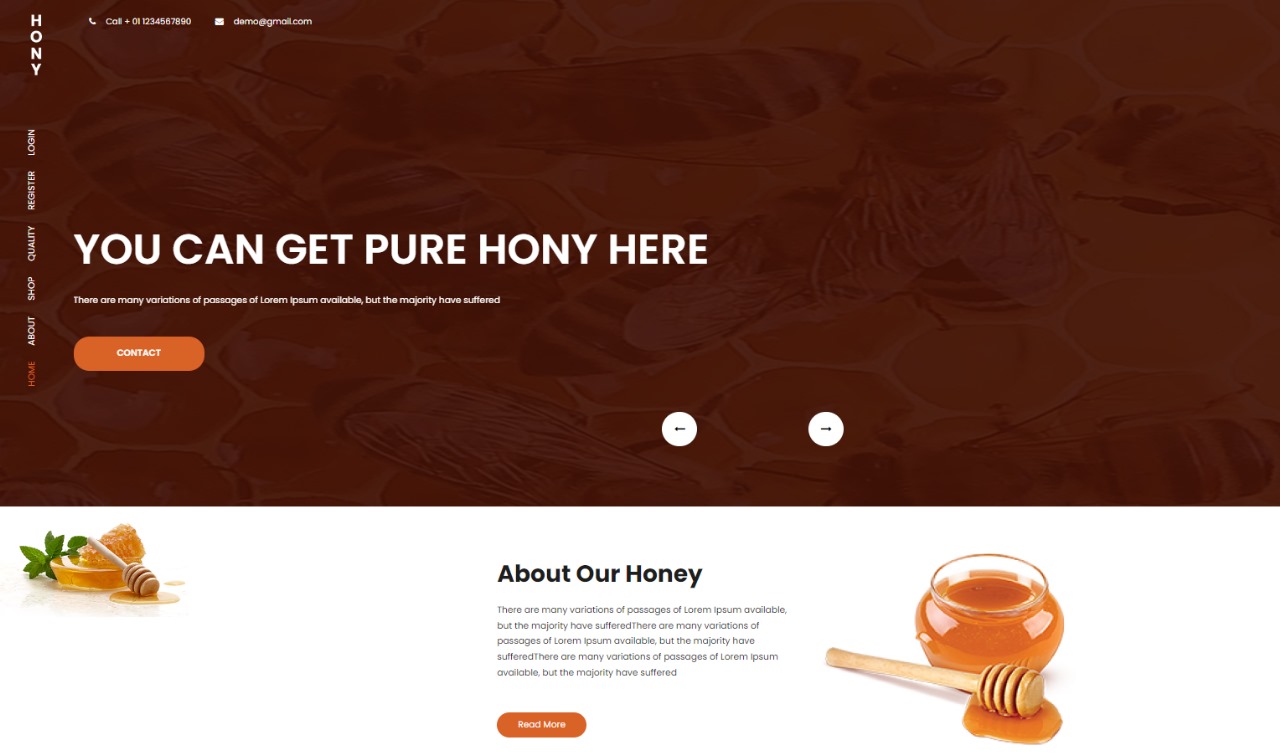 HONY
Call + 01 1234567890
demo@gmail.com
LOGIN
REGISTER
QUALITY
SHOP
ABOUT
HOME
YOU CAN GET PURE HONY HERE
There are many variations of passages of Lorem Ipsum available, but the majority have suffered
CONTACT
About Our Honey
There are many variations of passages of Lorem Ipsum available,
but the majority have sufferedThere are many variations of
passages of Lorem Ipsum available, but the majority have
sufferedThere are many variations of passages of Lorem Ipsum
available, but the majority have suffered
Read More